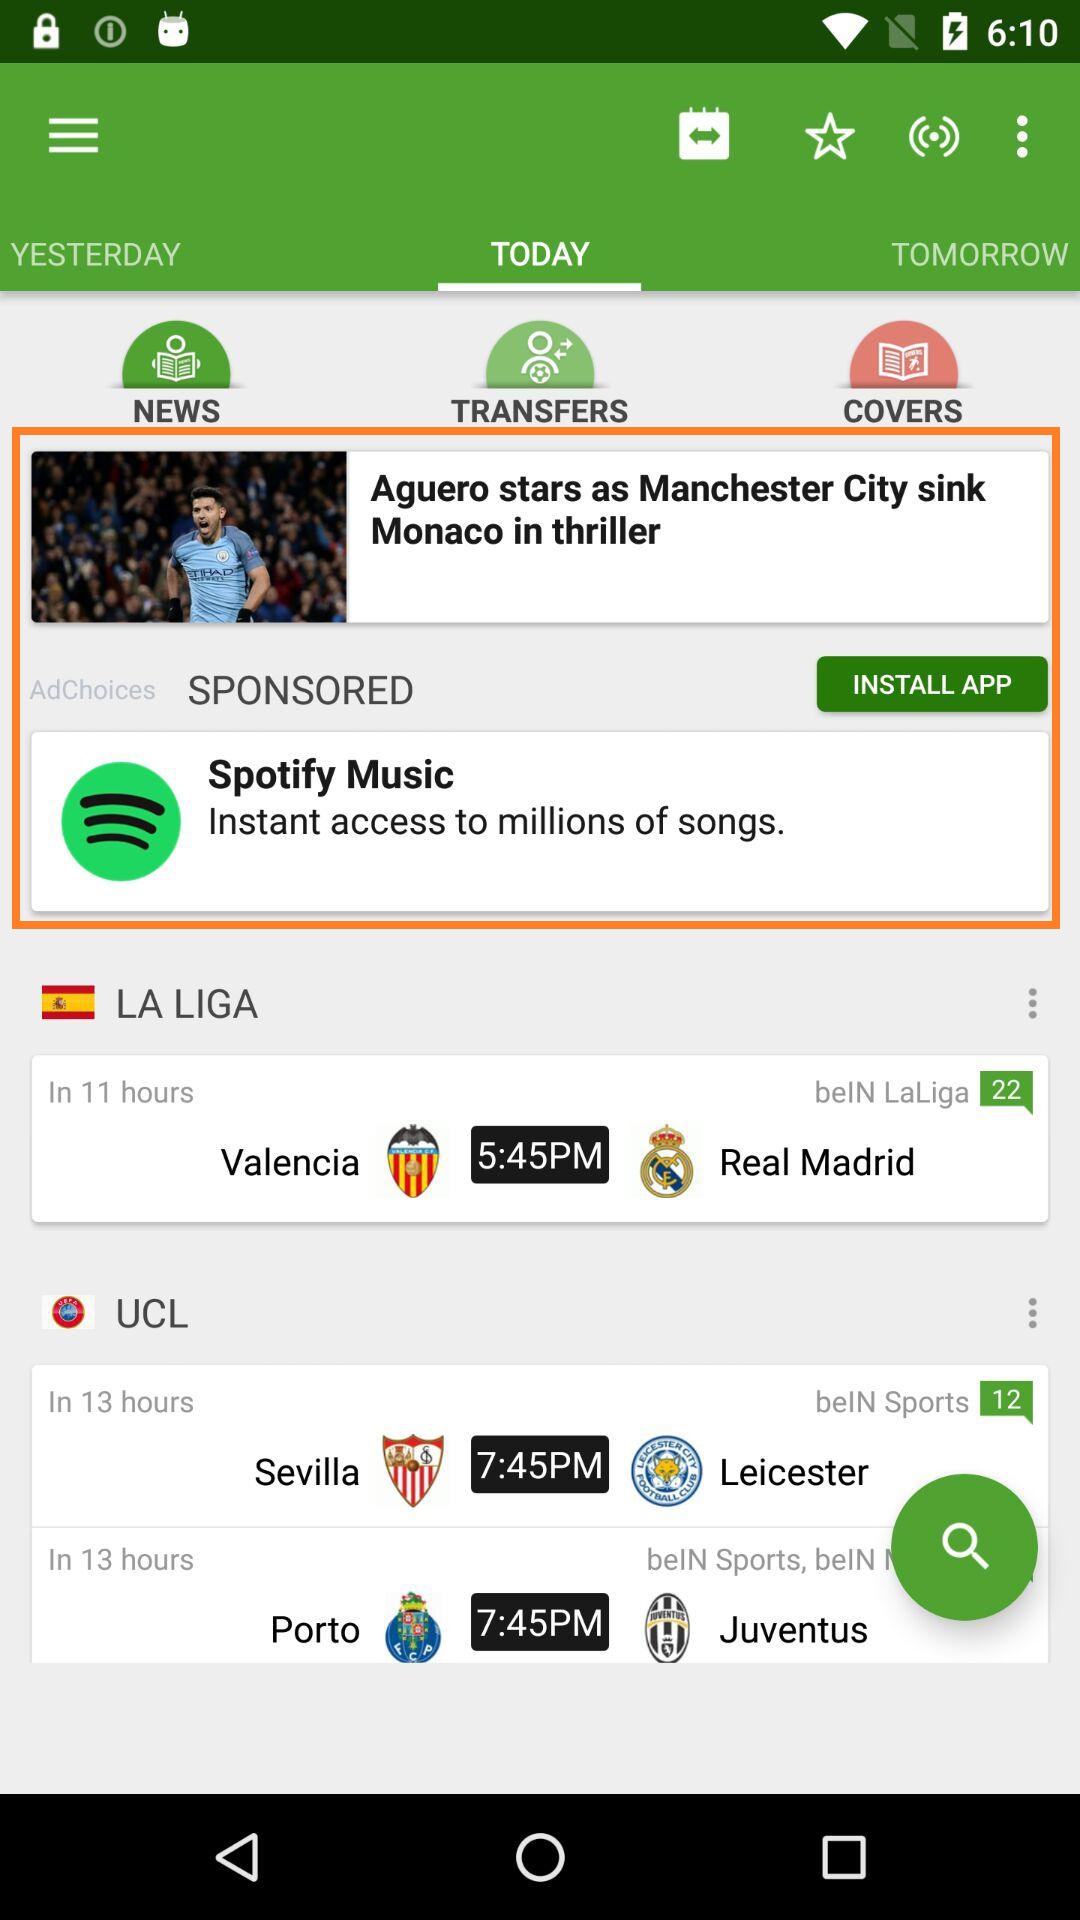 6:10
YESTERDAY TODAY TOMORROW
NEWS TRANSFERS COVERS
Aguero stars as Manchester City sink
Monaco in thriller
AdChoices SPONSORED INSTALL APP
Spotify Music
Instant access to millions of songs.
LA LIGA
In 11 hours beIN LaLiga 22
Valencia 5:45PM Real Madrid
UCL
In 13 hours beIN Sports 12
Sevilla 7:45PM Leicester
In 13 hours beIN Sports, beIN
Porto 7:45PM Juventus